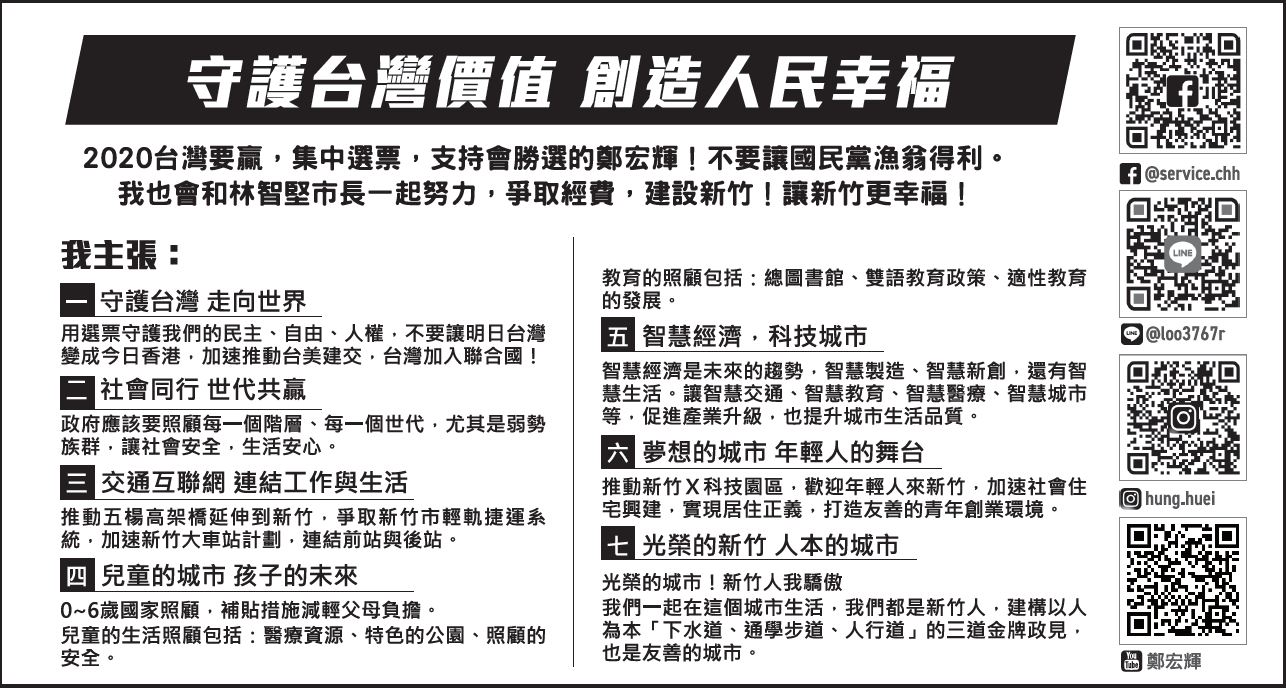 守護台灣價值 創造人民幸福
2020台灣要贏，集中選票，支持會勝選的鄭宏輝！不要讓國民黨漁翁得利。
我也會和林智堅市長一起努力，爭取經費，建設新竹！讓新竹更幸福！
我主張：
一 守護台灣 走向世界
用選票守護我們的民主、自由、人權，不要讓明日台灣
變成今日香港，加速推動台美建交，台灣加入聯合國！
二 社會同行 世代共贏
政府應該要照顧每一個階層、每一個世代，尤其是弱勢
族群，讓社會安全，生活安心。
三 交通互聯網 連結工作與生活
推動五楊高架橋延伸到新竹，爭取新竹市輕軌捷運系
統，加速新竹大車站計劃，連結前站與後站。
四 兒童的城市 孩子的未來
0~6歲國家照顧，補貼措施減輕父母負擔。
兒童的生活照顧包括：醫療資源、特色的公園、照顧的
安全。
教育的照顧包括：總圖書館、雙語教育政策、適性教育
的發展。
五 智慧經濟，科技城市
智慧經濟是未來的趨勢，智慧製造、智慧新創，還有智
慧生活。讓智慧交通、智慧教育、智慧醫療、智慧城市
等，促進產業升級，也提升城市生活品質。
六 夢想的城市 年輕人的舞台
推動新竹X科技園區，歡迎年輕人來新竹，加速社會住
宅興建，實現居住正義，打造友善的青年創業環境。
七 光榮的新竹 人本的城市
光榮的城市！新竹人我驕傲
我們一起在這個城市生活，我們都是新竹人，建構以人
為本「下水道、通學步道、人行道」的三道金牌政見，
也是友善的城市。
@service.chh
LINE
LINE @loo3767r
hung.huei
You Tube 鄭宏輝